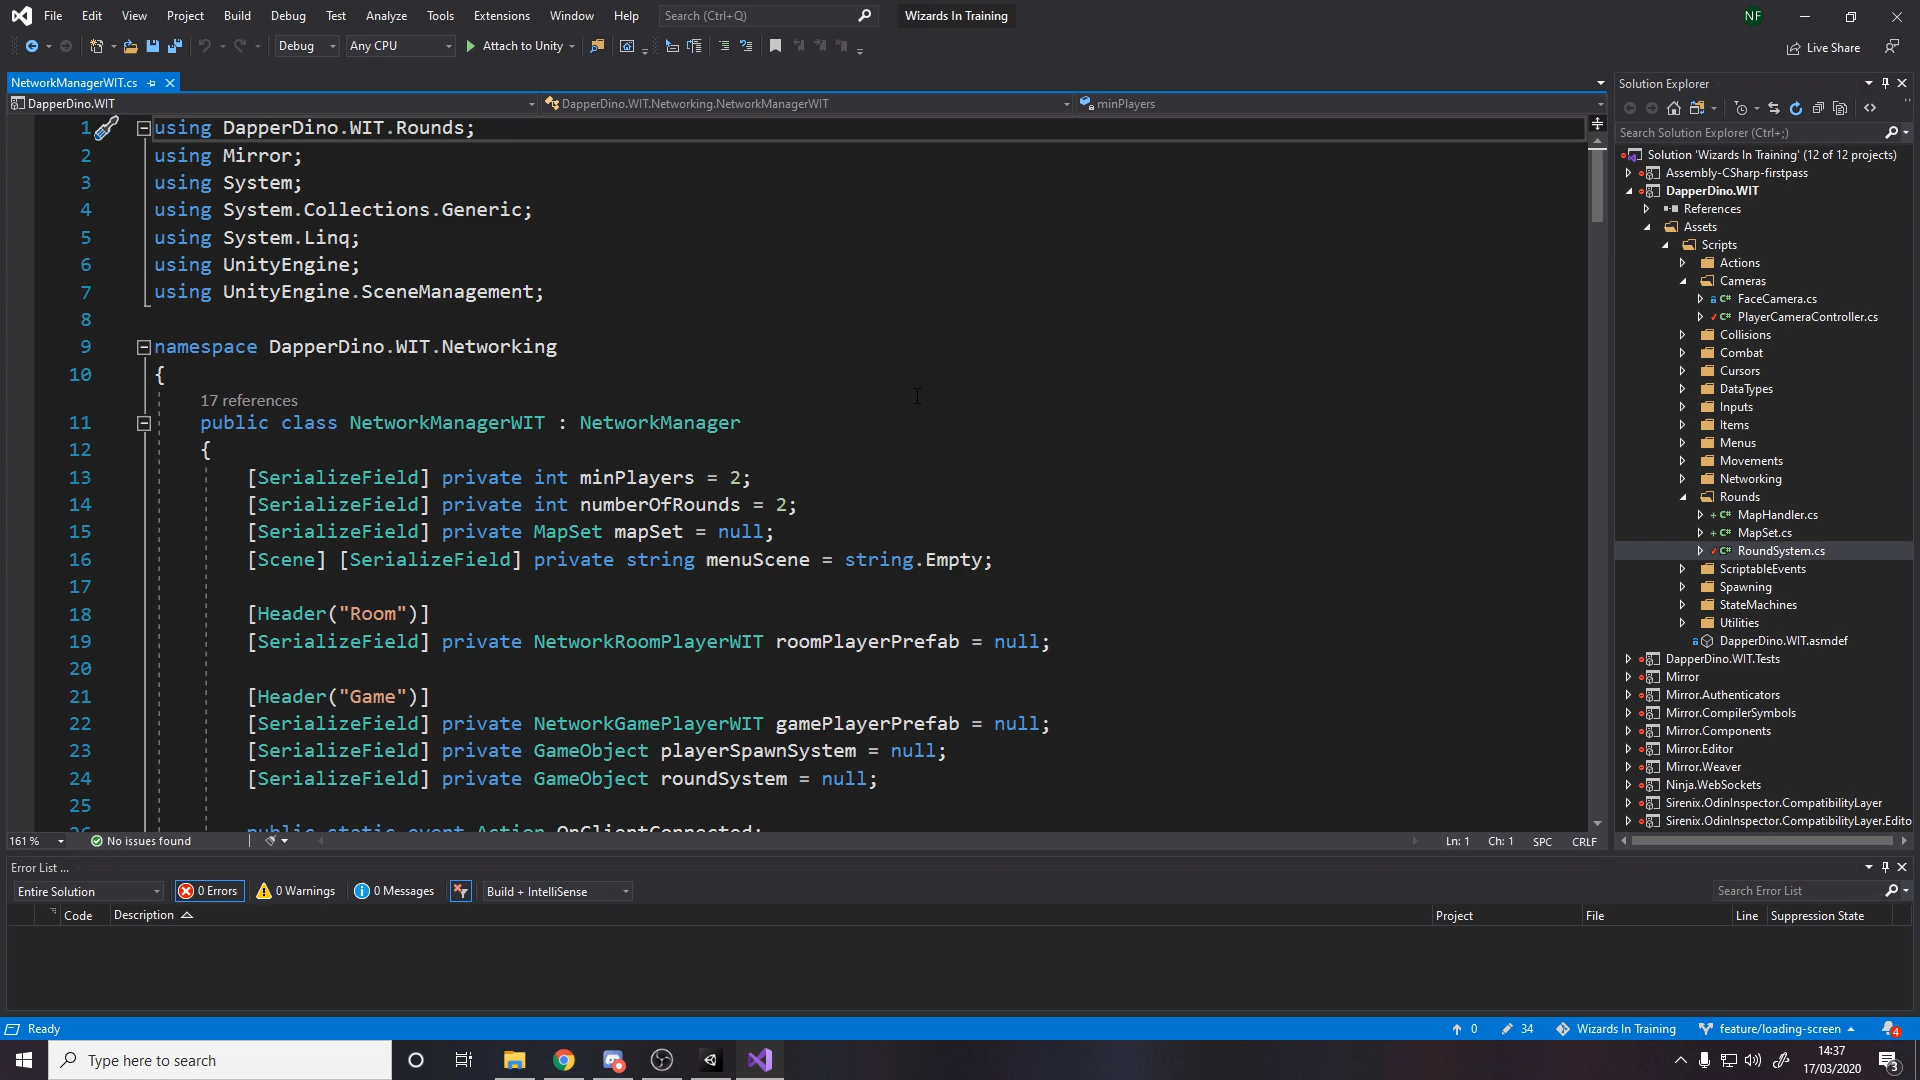 File Edit View Project Build Debug Test Analyze Tools Extensions Window Help Search (Ctrl+Q) Wizards In Training NF
Debug Any CPU Attach to Unity Live Share
NetworkManagerWIT.cs
DapperDino.WIT DapperDino.WIT.Networking.NetworkManagerWIT minPlayers
1 using DapperDino.WIT.Rounds;
2 using Mirror;
3 using System;
4 using System.Collections.Generic;
5 using System.Linq;
6 using UnityEngine;
7 using UnityEngine.SceneManagement;
8
9 namespace DapperDino.WIT.Networking
10 {
17 references
11 public class NetworkManagerWIT : NetworkManager
12 {
13 [SerializeField] private int minPlayers = 2;
14 [SerializeField] private int numberOfRounds = 2;
15 [SerializeField] private MapSet mapSet = null;
16 [Scene] [SerializeField] private string menuScene = string.Empty;
17
18 [Header("Room")]
19 [SerializeField] private NetworkRoomPlayerWIT roomPlayerPrefab = null;
20
21 [Header("Game")]
22 [SerializeField] private NetworkGamePlayerWIT gamePlayerPrefab = null;
23 [SerializeField] private GameObject playerSpawnSystem = null;
24 [SerializeField] private GameObject roundSystem = null;
25
26 public static event Action OnClientConnected;
161 % No issues found Ln: 1 Ch: 1 SPC CRLF
Solution Explorer
Search Solution Explorer (Ctrl+;)
Solution 'Wizards In Training' (12 of 12 projects)
Assembly-CSharp-firstpass
DapperDino.WIT
References
Assets
Scripts
Actions
Cameras
C# FaceCamera.cs
C# PlayerCameraController.cs
Collisions
Combat
Cursors
DataTypes
Inputs
Items
Menus
Movements
Networking
Rounds
C# MapHandler.cs
C# MapSet.cs
C# RoundSystem.cs
ScriptableEvents
Spawning
StateMachines
Utilities
DapperDino.WIT.asmdef
DapperDino.WIT.Tests
Mirror
Mirror.Authenticators
Mirror.CompilerSymbols
Mirror.Components
Mirror.Editor
Mirror.Weaver
Ninja.WebSockets
Sirenix.OdinInspector.CompatibilityLayer
Sirenix.OdinInspector.CompatibilityLayer.Edito
Error List ...
Entire Solution 0 Errors 0 Warnings 0 Messages Build + IntelliSense Search Error List
Code Description Project File Line Suppression State
Ready 0 34 Wizards In Training feature/loading-screen 4
Type here to search 14:37
17/03/2020 3